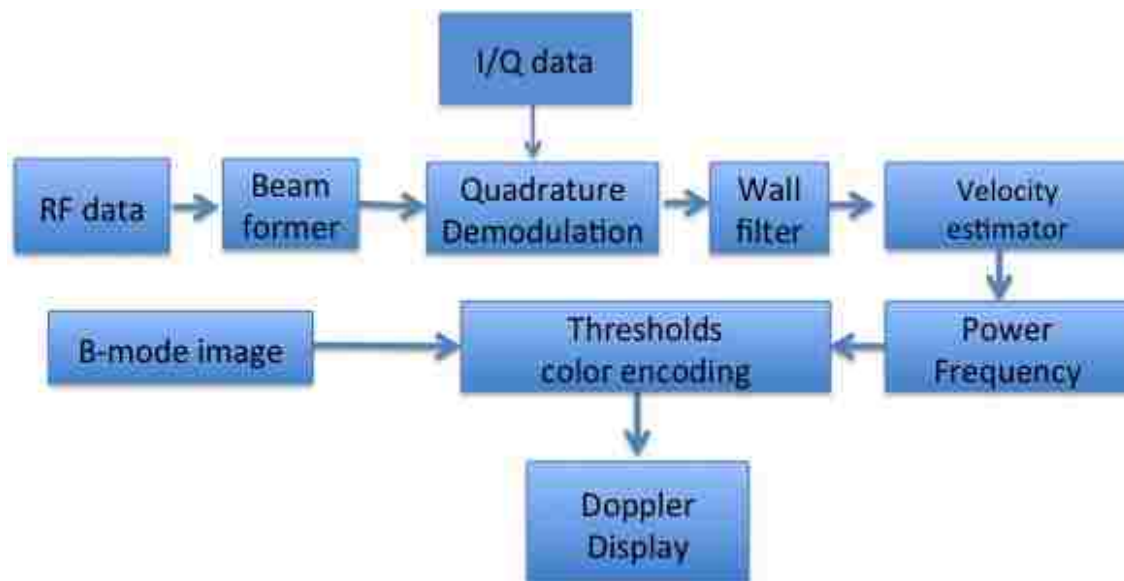 I/Q data
RF data
Beam
former
Quadrature
Demodulation
Wall
filter
Velocity
estimator
B-mode image
Thresholds
color encoding
Power
Frequency
Doppler
Display